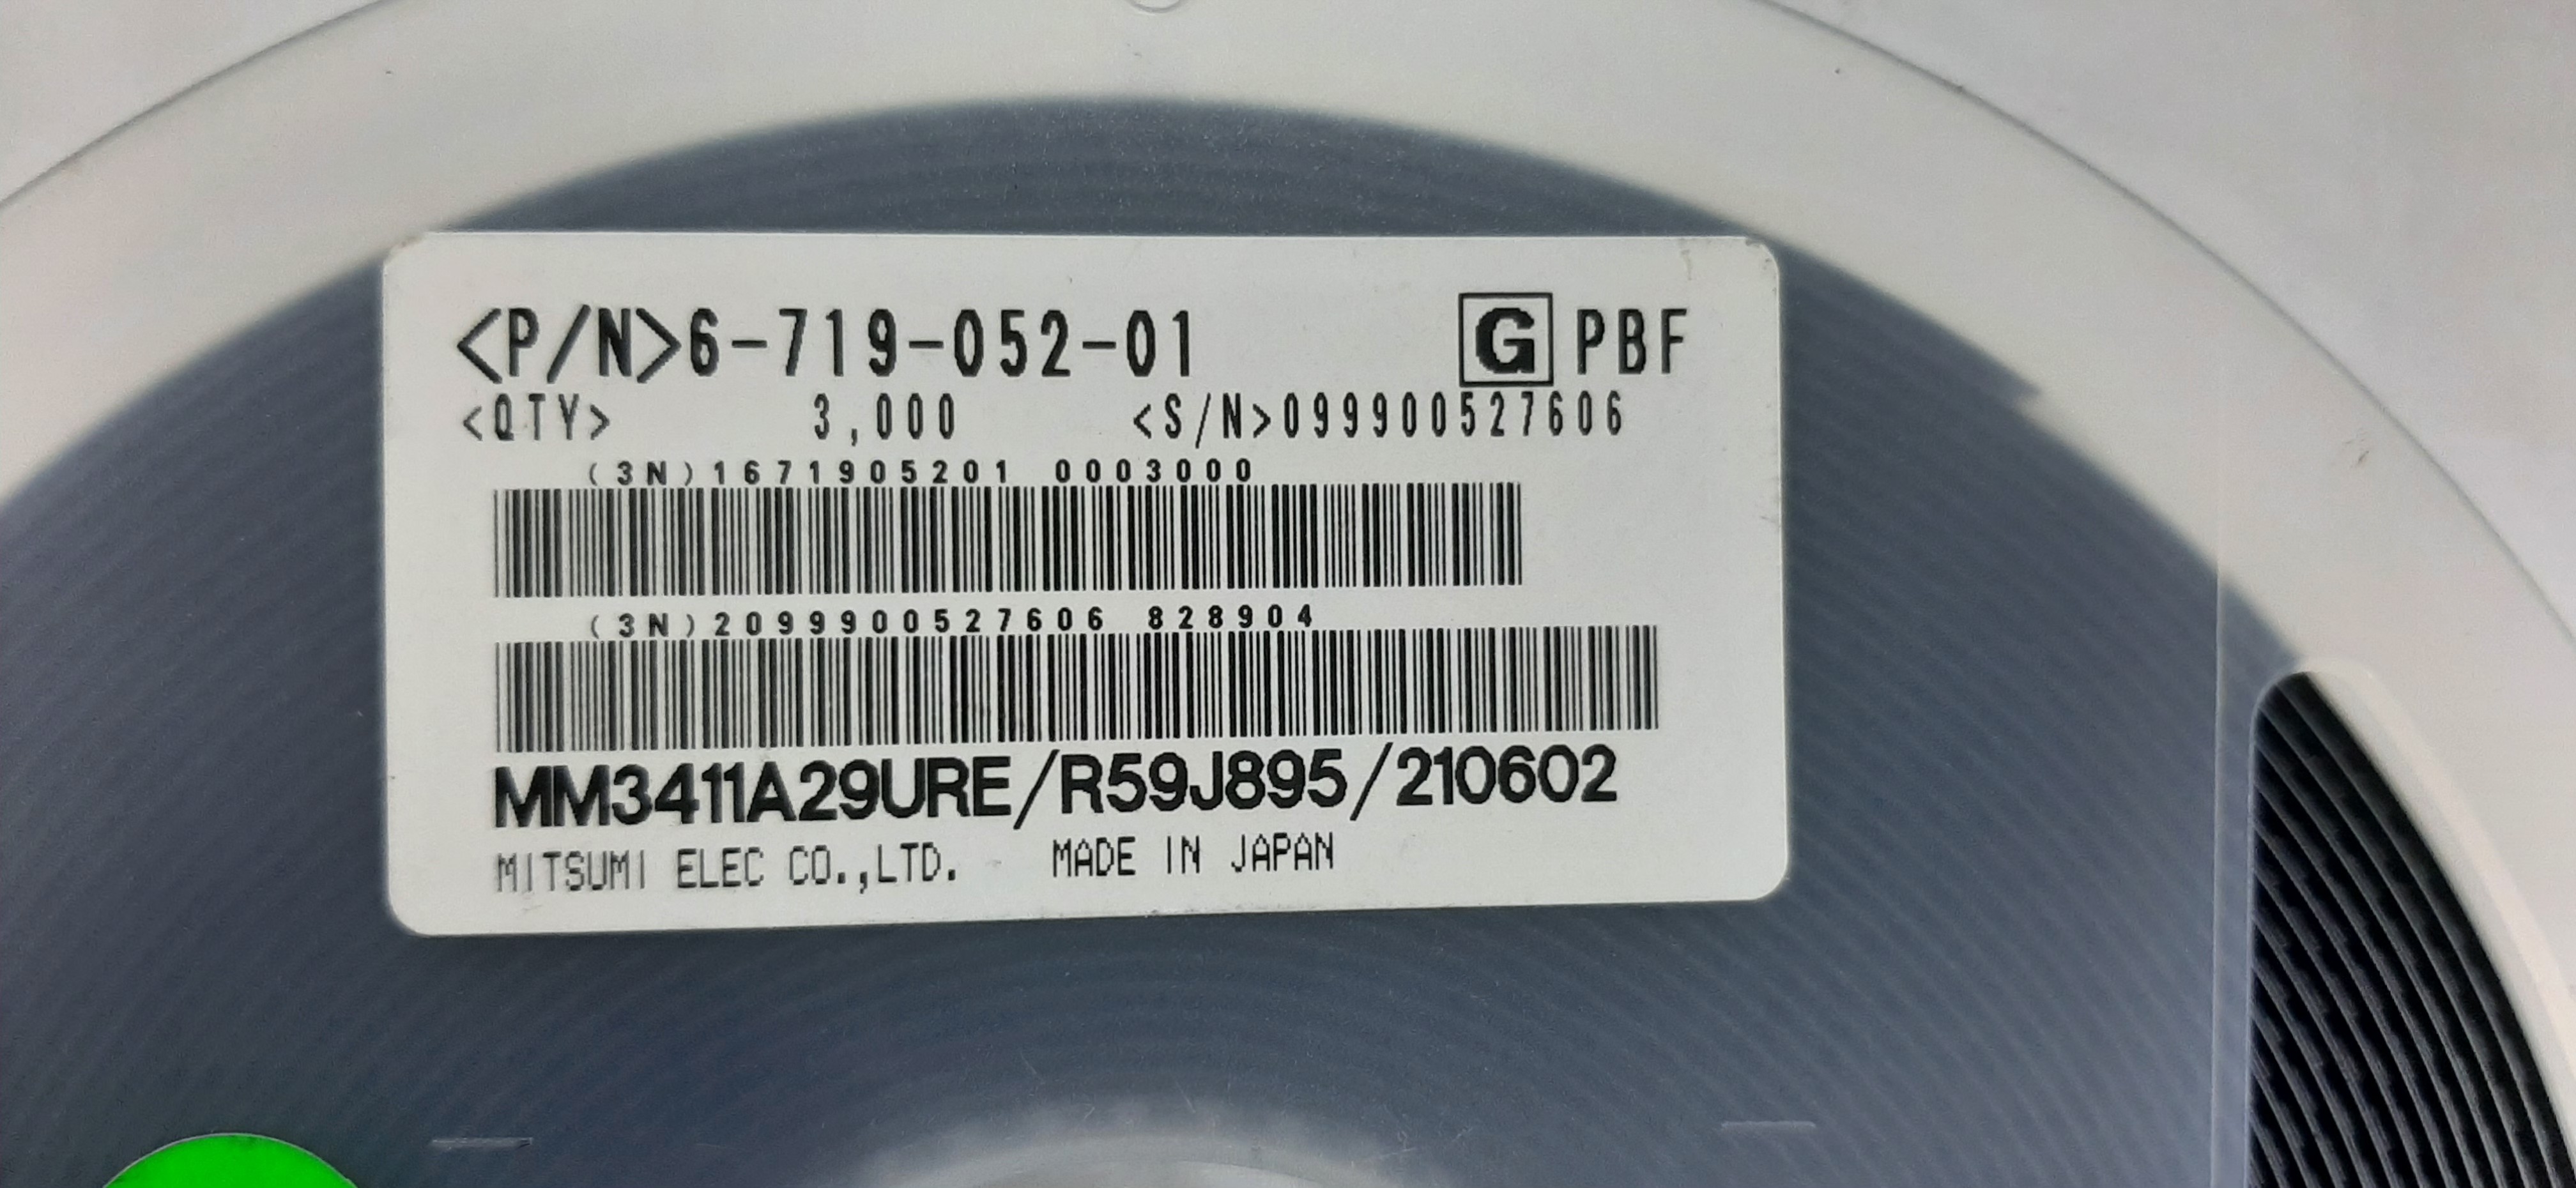 <P/N>6-719-052-01 G PBF
<QTY> 3,000 <S/N>099900527606
(3N)1671905201 0003000
(3N)2099900527606 828904
MM3411A29URE/R59J895/210602
MITSUMI ELEC CO.,LTD. MADE IN JAPAN